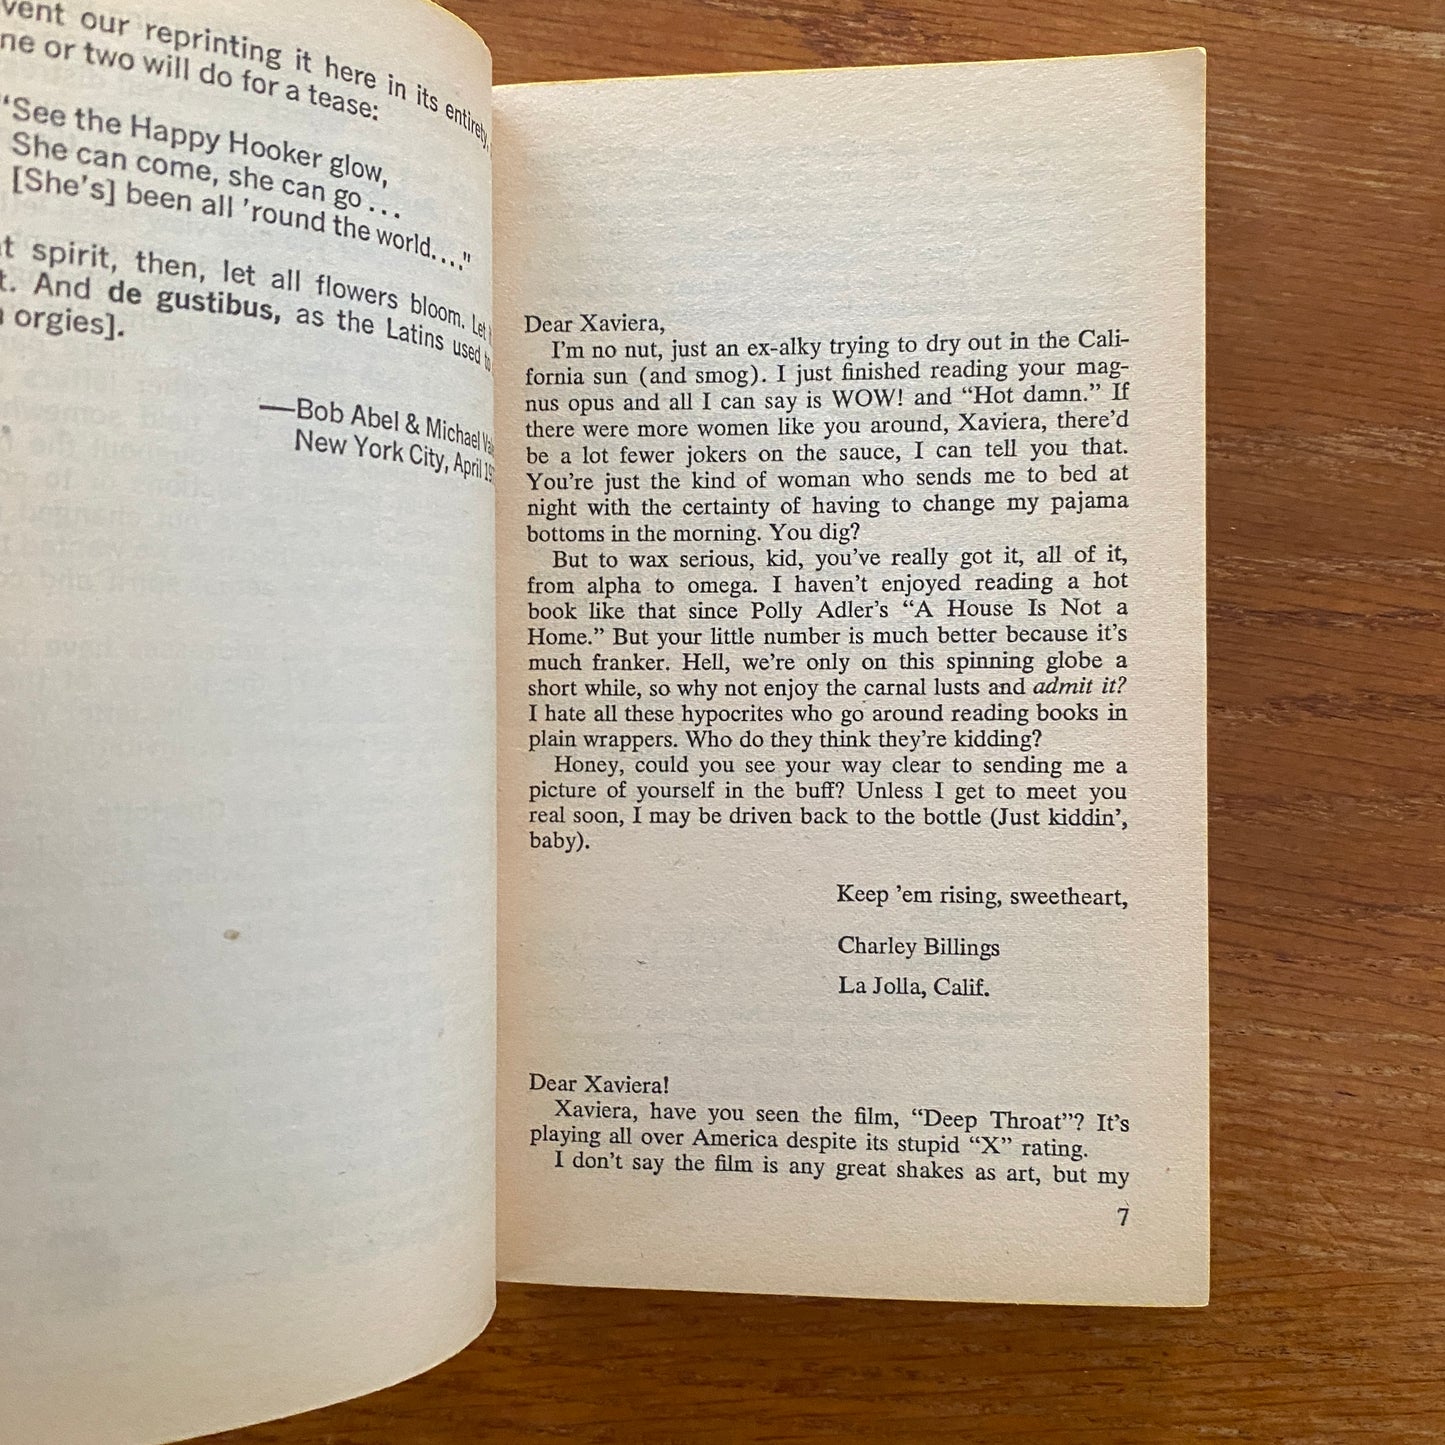 vent our reprinting it here in its entirety,
ne or two will do for a tease:
"See the Happy Hooker glow,
She can come, she can go . . .
[She's] been all 'round the world. . . ."
t spirit, then, let all flowers bloom. Let
t. And de gustibus, as the Latins used to
orgies].
—Bob Abel & Michael
New York City, April
Dear Xaviera,
I'm no nut, just an ex-alky trying to dry out in the Cali-
fornia sun (and smog). I just finished reading your mag-
nus opus and all I can say is WOW! and "Hot damn." If
there were more women like you around, Xaviera, there'd
be a lot fewer jokers on the sauce, I can tell you that.
You're just the kind of woman who sends me to bed at
night with the certainty of having to change my pajama
bottoms in the morning. You dig?
But to wax serious, kid, you've really got it, all of it,
from alpha to omega. I haven't enjoyed reading a hot
book like that since Polly Adler's "A House Is Not a
Home." But your little number is much better because it's
much franker. Hell, we're only on this spinning globe a
short while, so why not enjoy the carnal lusts and admit it?
I hate all these hypocrites who go around reading books in
plain wrappers. Who do they think they're kidding?
Honey, could you see your way clear to sending me a
picture of yourself in the buff? Unless I get to meet you
real soon, I may be driven back to the bottle (Just kiddin',
baby).
Keep 'em rising, sweetheart,
Charley Billings
La Jolla, Calif.
Dear Xaviera!
Xaviera, have you seen the film, "Deep Throat"? It's
playing all over America despite its stupid "X" rating.
I don't say the film is any great shakes as art, but my
7